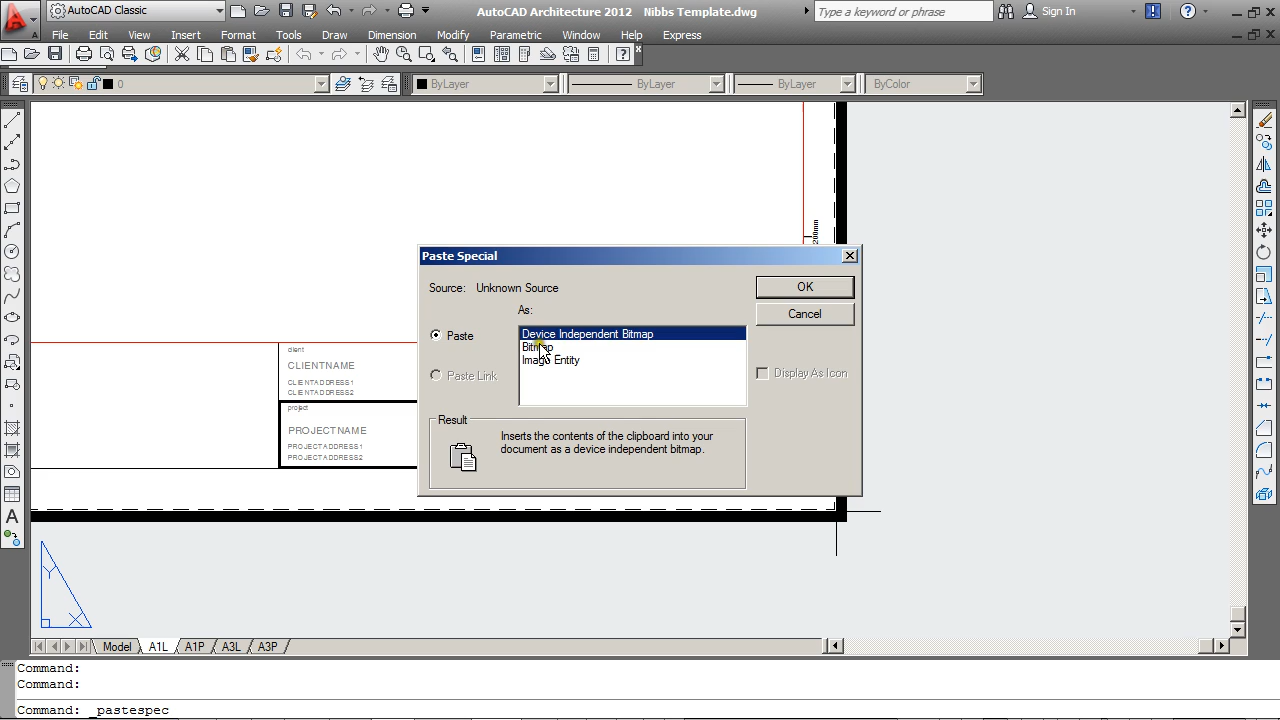 AutoCAD Classic
AutoCAD Architecture 2012 Nibbs Template.dwg
Type a keyword or phrase
Sign In
File Edit View Insert Format Tools Draw Dimension Modify Parametric Window Help Express
0
ByLayer
ByLayer
ByLayer
ByColor
Paste Special
Source: Unknown Source
As:
OK
Cancel
Paste
Paste Link
Device Independent Bitmap
Bitmap
Image Entity
Display As Icon
Result
Inserts the contents of the clipboard into your
document as a device independent bitmap.
client
CLIENTNAME
CLIENTADDRESS1
CLIENTADDRESS2
project
PROJECTNAME
PROJECTADDRESS1
PROJECTADDRESS2
Y
X
Model A1L A1P A3L A3P
Command:
Command:
Command: _pastespec